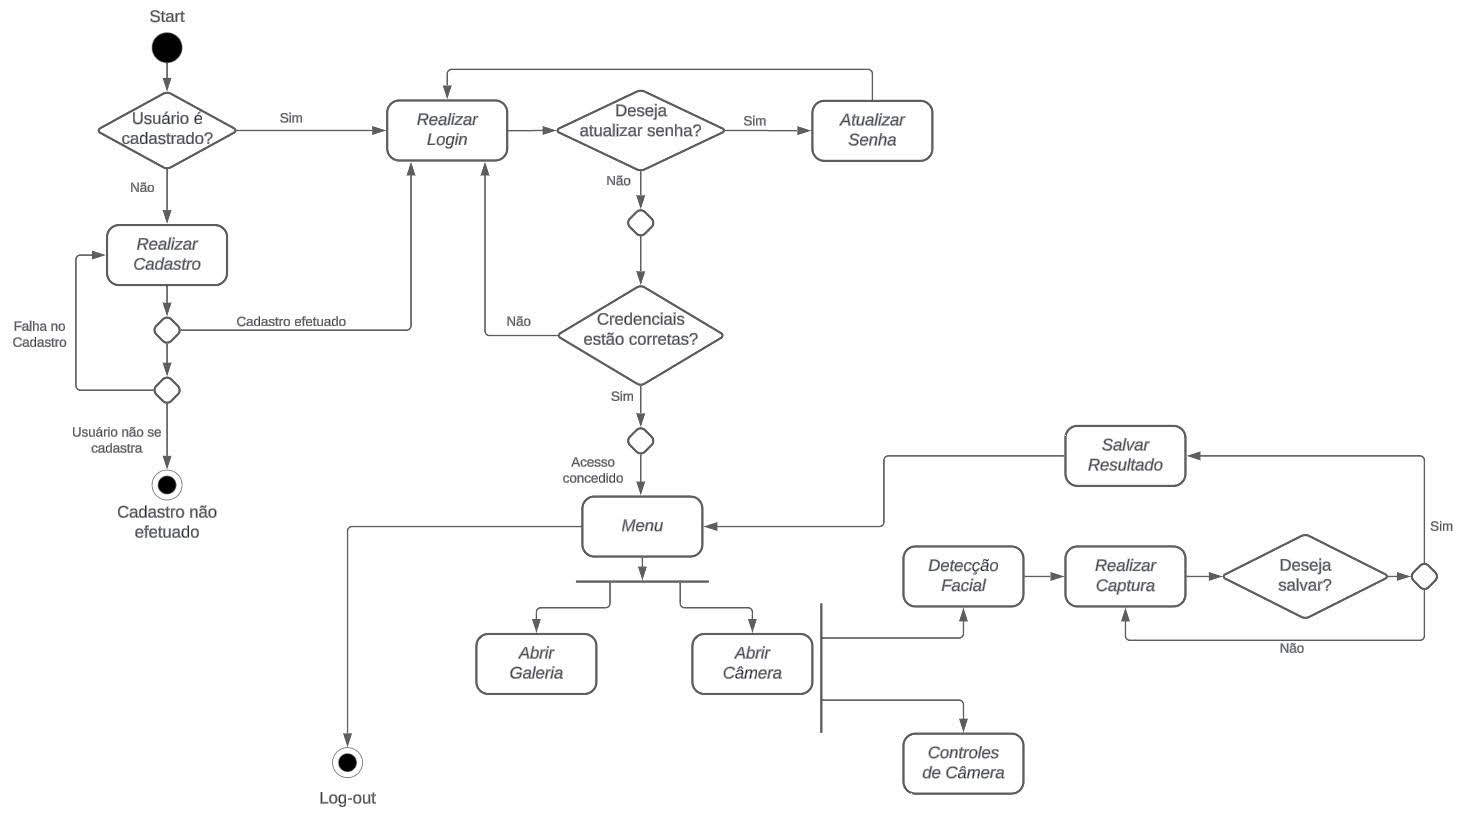 Start
Usuário é
cadastrado?
Sim
Realizar
Login
Deseja
atualizar senha?
Sim
Atualizar
Senha
Não
Não
Realizar
Cadastro
Falha no
Cadastro
Cadastro efetuado
Não
Credenciais
estão corretas?
Sim
Usuário não se
cadastra
Cadastro não
efetuado
Acesso
concedido
Menu
Salvar
Resultado
Sim
Detecção
Facial
Realizar
Captura
Deseja
salvar?
Não
Abrir
Galeria
Abrir
Câmera
Controles
de Câmera
Log-out